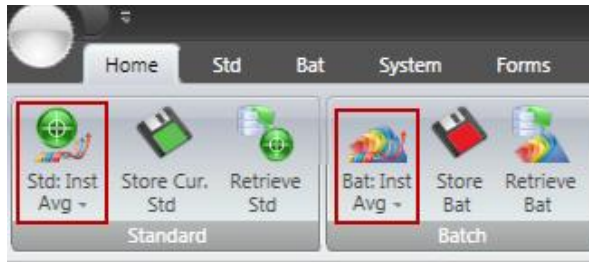 Home Std Bat System Forms
Std: Inst Avg
Store Cur. Std
Retrieve Std
Bat: Inst Avg
Store Bat
Retrieve Bat
Standard
Batch